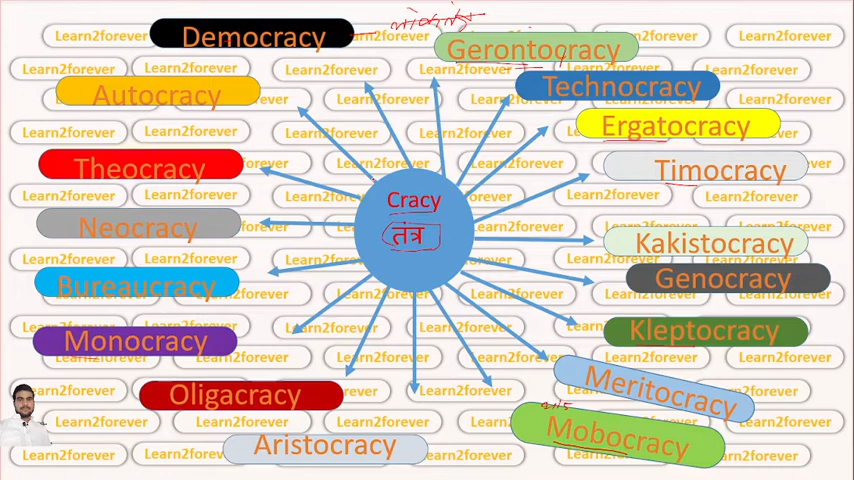 Learn2forever
Democracy
Gerontocracy
Autocracy
Technocracy
Ergatocracy
Theocracy
Timocracy
Cracy
तंत्र
Neocracy
Kakistocracy
Bureaucracy
Genocracy
Monocracy
Kleptocracy
Oligacracy
Meritocracy
Aristocracy
Mobocracy